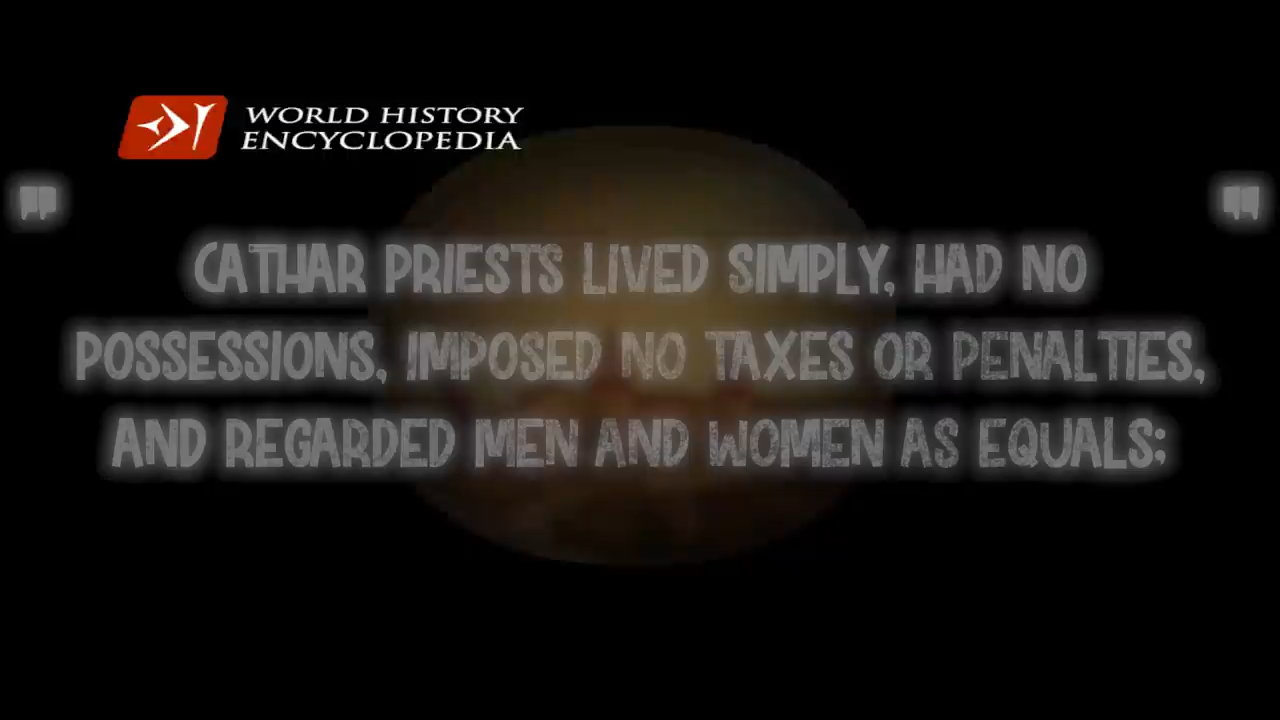 WORLD HISTORY
ENCYCLOPEDIA
"
"
CATHAR PRIESTS LIVED SIMPLY, HAD NO
POSSESSIONS, IMPOSED NO TAXES OR PENALTIES,
AND REGARDED MEN AND WOMEN AS EQUALS;